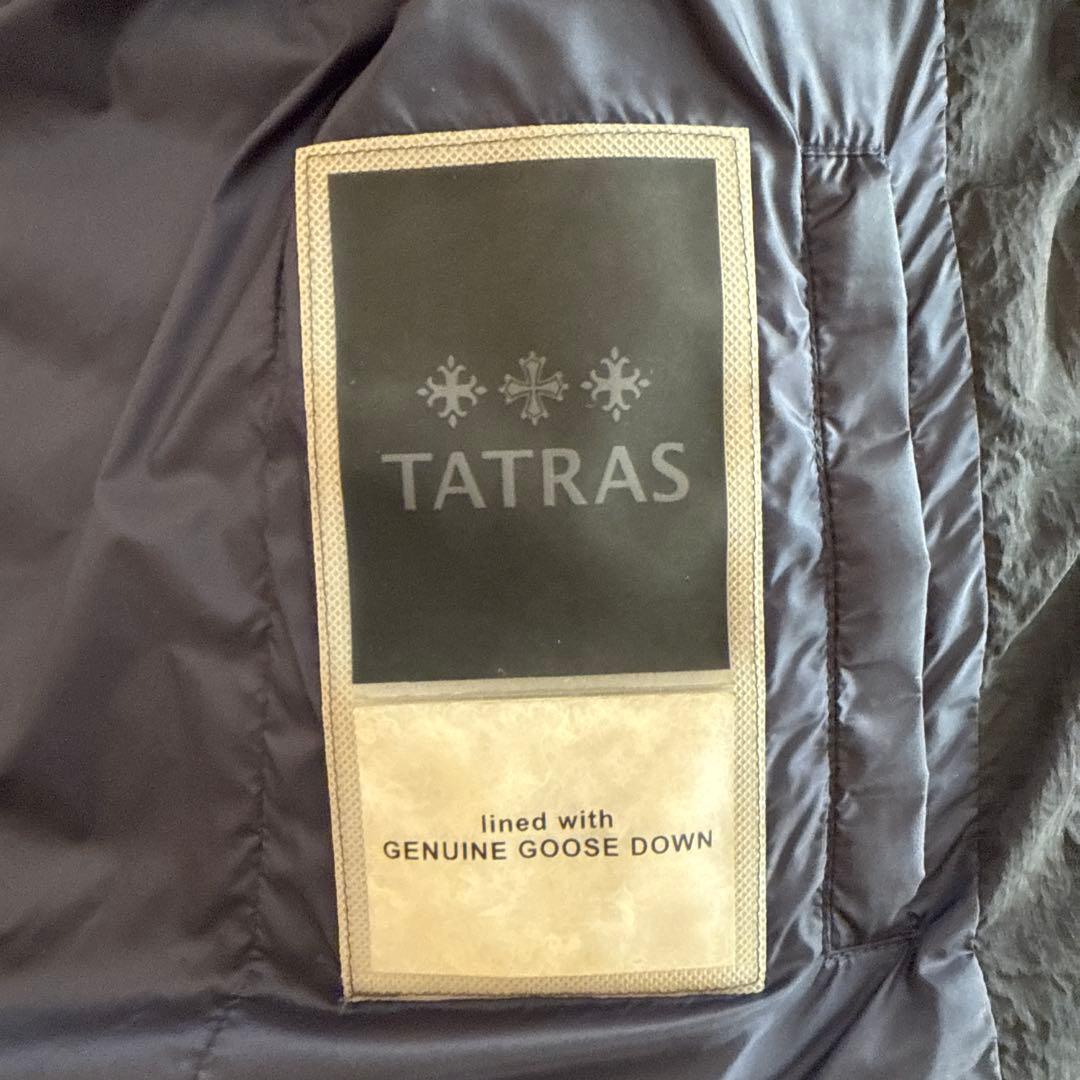 TATRAS
lined with
GENUINE GOOSE DOWN